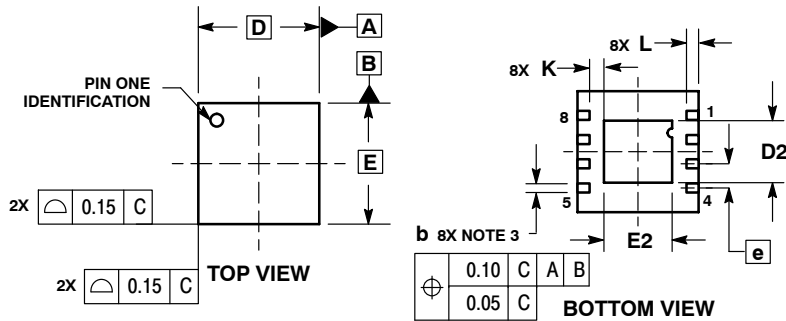 D
A
B
PIN ONE
IDENTIFICATION
E
2X ⌓ 0.15 C
2X ⌓ 0.15 C
TOP VIEW
8X L
8X K
8
1
D2
5
4
b 8X NOTE 3
E2
e
⌖ 0.10 C A B
0.05 C
BOTTOM VIEW